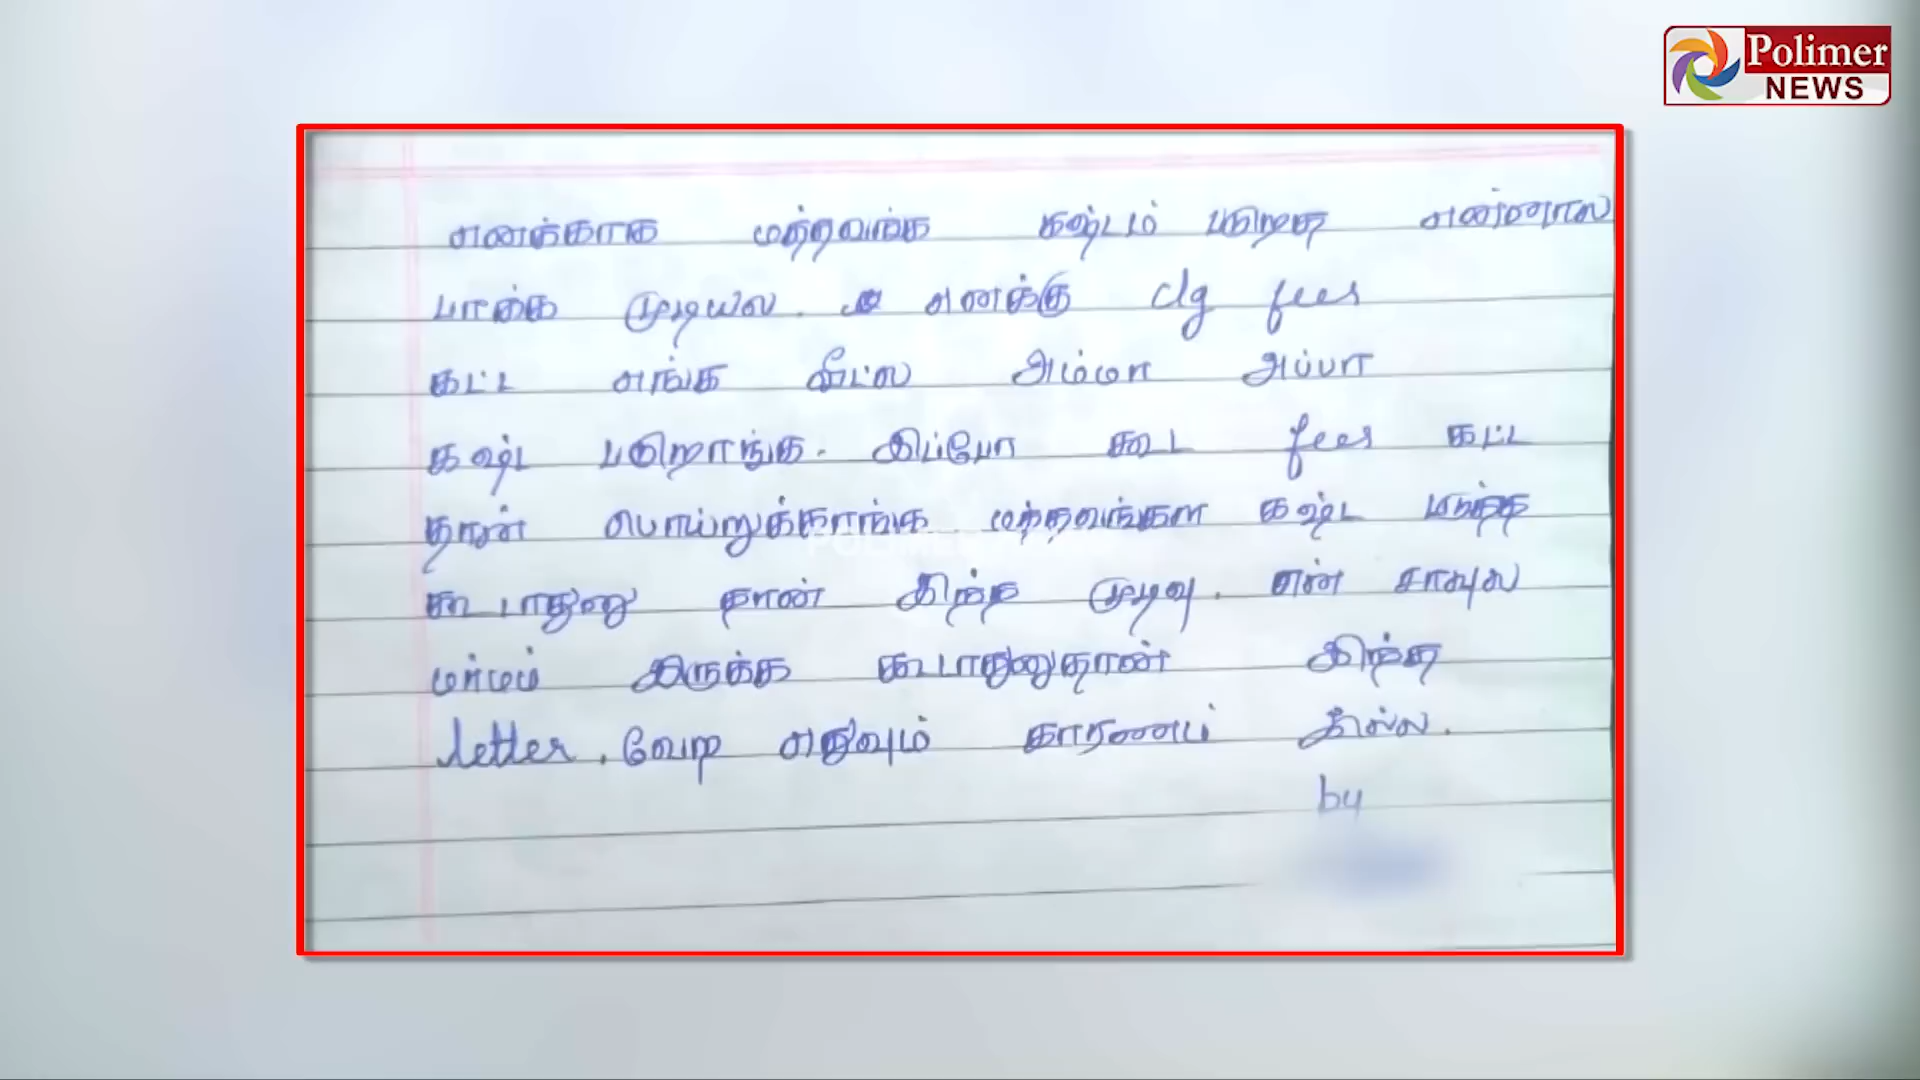 Polimer
NEWS
எனக்காக மத்தவங்க கஷ்டம் படுறத என்னால
பாக்க முடியல. எனக்கு clg fees
கட்ட எங்க வீட்ல அம்மா அப்பா
கஷ்ட படுறாங்க. இப்போ கூட fees கட்ட
தான் போய்றுக்காங்க மத்தவங்கள கஷ்ட படுத்த
கூடாதுனு தான் இந்த முடிவு. என் சாவுல
மர்மம் இருக்க கூடாதுனுதான் இந்த
letter. வேற எதுவும் காரணம் இல்ல.
by